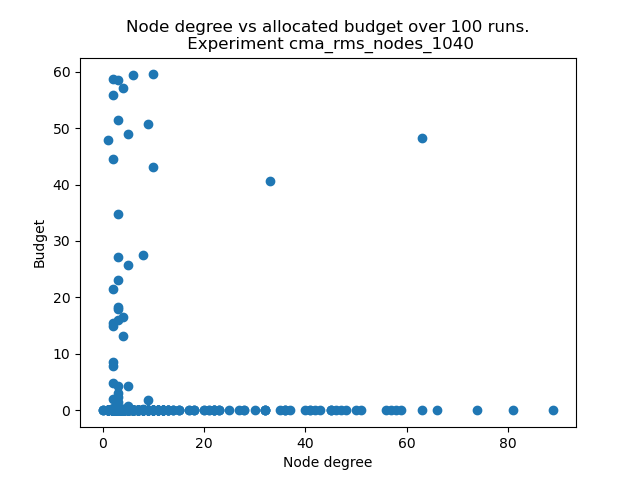 Node degree vs allocated budget over 100 runs.
Experiment cma_rms_nodes_1040
60
50
40
30
20
10
0
Budget
0 20 40 60 80
Node degree